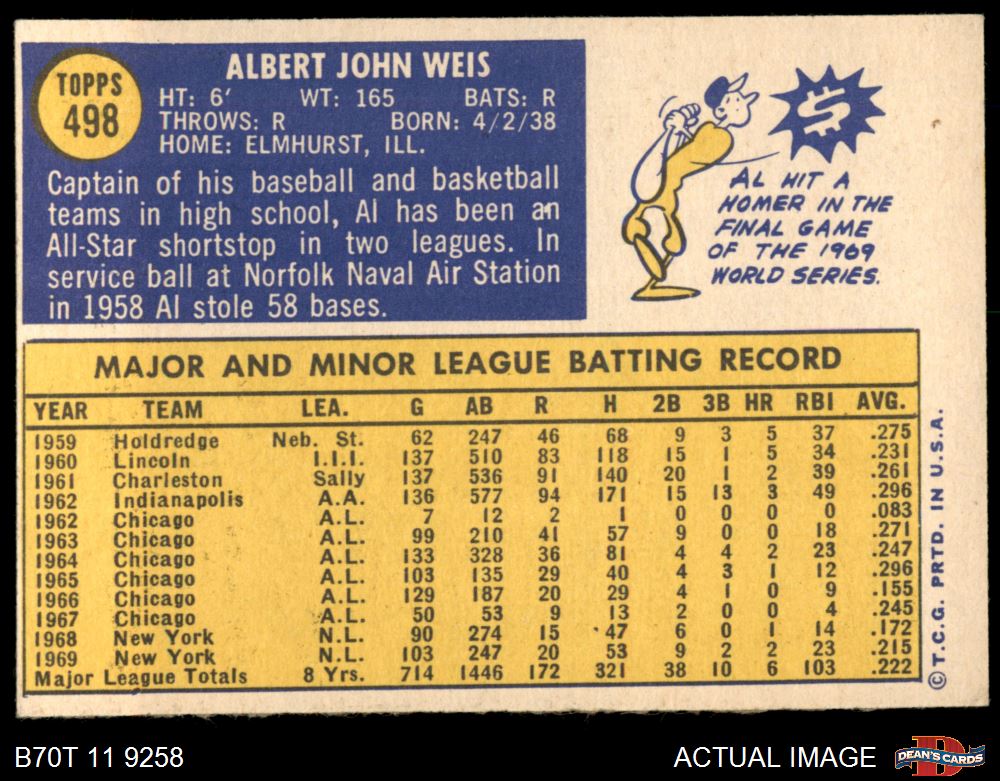 TOPPS
498
ALBERT JOHN WEIS
HT: 6' WT: 165 BATS: R
THROWS: R BORN: 4/2/38
HOME: ELMHURST, ILL.
Captain of his baseball and basketball
teams in high school, Al has been an
All-Star shortstop in two leagues. In
service ball at Norfolk Naval Air Station
in 1958 Al stole 58 bases.
$
AL HIT A
HOMER IN THE
FINAL GAME
OF THE 1969
WORLD SERIES.
MAJOR AND MINOR LEAGUE BATTING RECORD
YEAR TEAM LEA. G AB R H 2B 3B HR RBI AVG.
1959 Holdredge Neb. St. 62 247 46 68 9 3 5 37 .275
1960 Lincoln I.I.I. 137 510 83 118 15 1 5 34 .231
1961 Charleston Sally 137 536 91 140 20 1 2 39 .261
1962 Indianapolis A.A. 136 577 94 171 15 13 3 49 .296
1962 Chicago A.L. 7 12 2 1 0 0 0 0 .083
1963 Chicago A.L. 99 210 41 57 9 0 0 18 .271
1964 Chicago A.L. 133 328 36 81 4 4 2 23 .247
1965 Chicago A.L. 103 135 29 40 4 3 1 12 .296
1966 Chicago A.L. 129 187 20 29 4 1 0 9 .155
1967 Chicago A.L. 50 53 9 13 2 0 0 4 .245
1968 New York N.L. 90 274 15 47 6 0 1 14 .172
1969 New York N.L. 103 247 20 53 9 2 2 23 .215
Major League Totals 8 Yrs. 714 1446 172 321 38 10 6 103 .222
© T.C.G. PRTD. IN U.S.A.
B70T 11 9258
ACTUAL IMAGE
D
DEAN'S CARDS